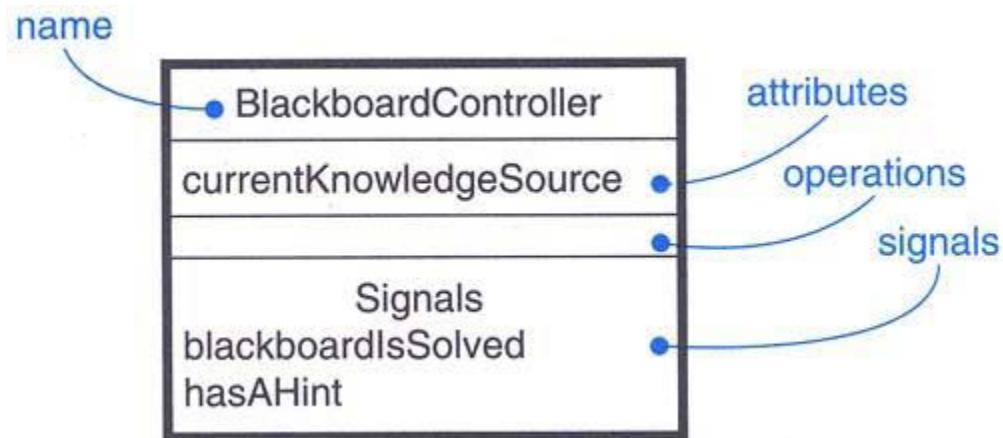 name
BlackboardController
attributes
currentKnowledgeSource
operations
signals
Signals
blackboardIsSolved
hasAHint